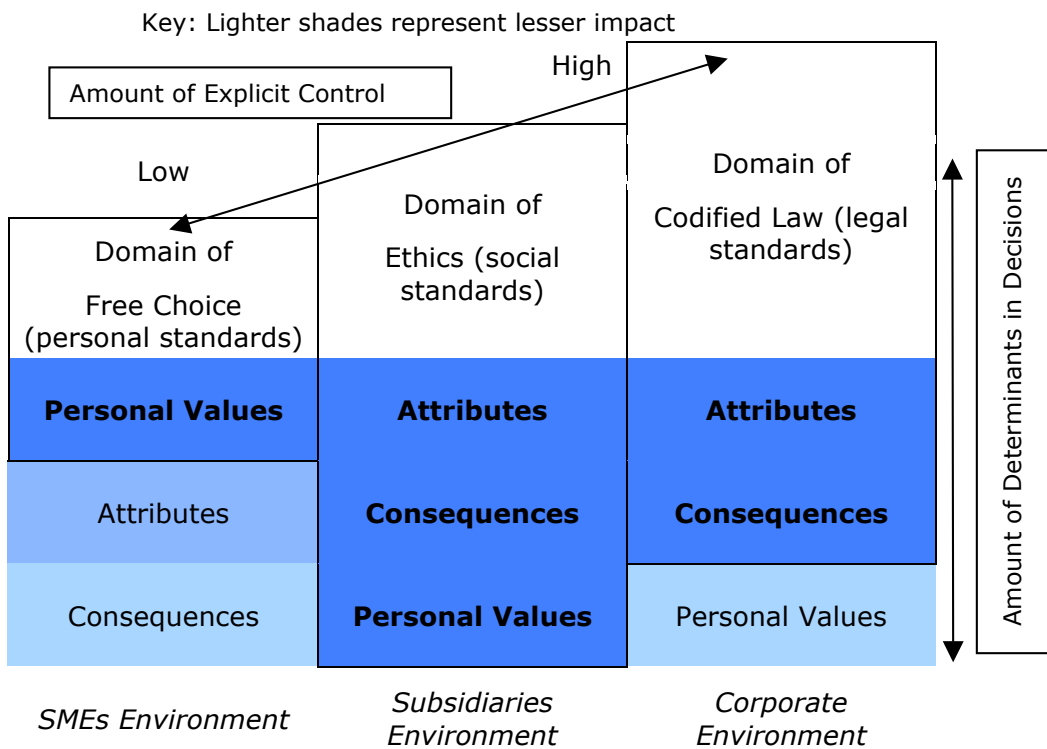 Key: Lighter shades represent lesser impact
High
Amount of Explicit Control
Low
Domain of
Free Choice
(personal standards)
Domain of
Ethics (social
standards)
Domain of
Codified Law (legal
standards)
Personal Values
Attributes
Attributes
Attributes
Consequences
Consequences
Consequences
Personal Values
Personal Values
SMEs Environment
Subsidiaries
Environment
Corporate
Environment
Amount of Determinants in Decisions